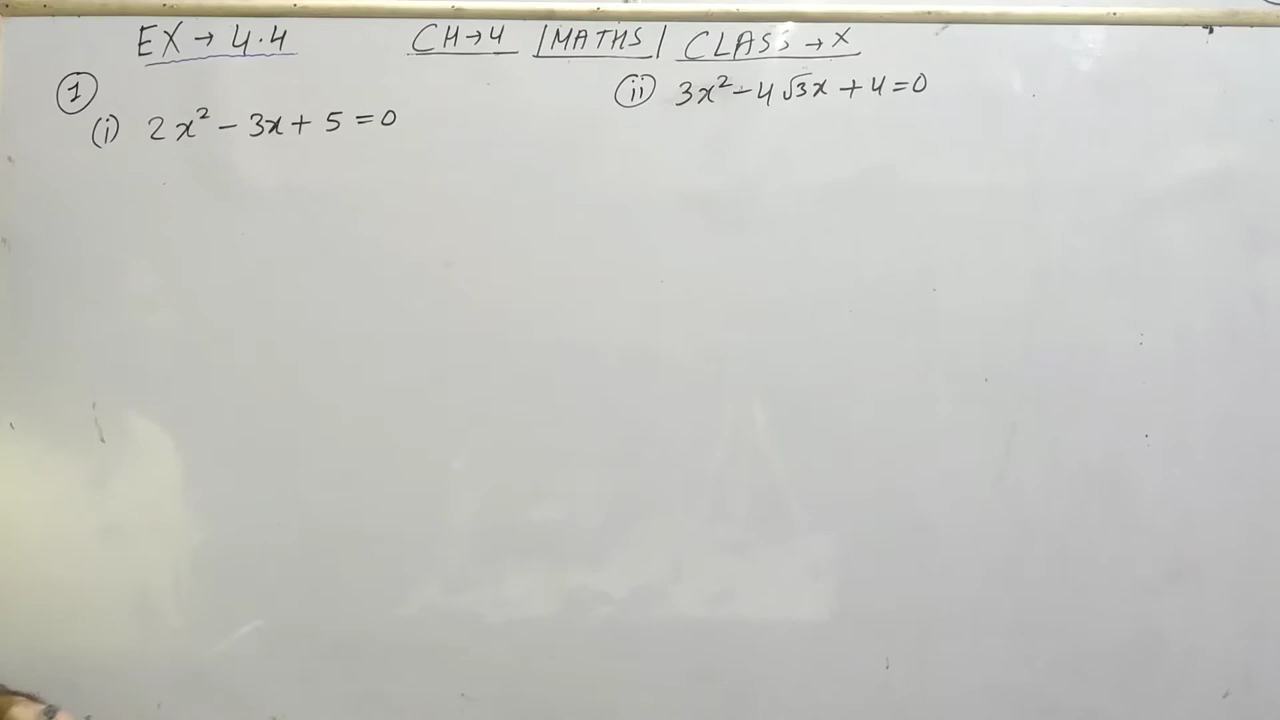 EX → 4.4 CH→4 | MATHS | CLASS → X
① 
(i) 2x² - 3x + 5 = 0
(ii) 3x² - 4√3x + 4 = 0